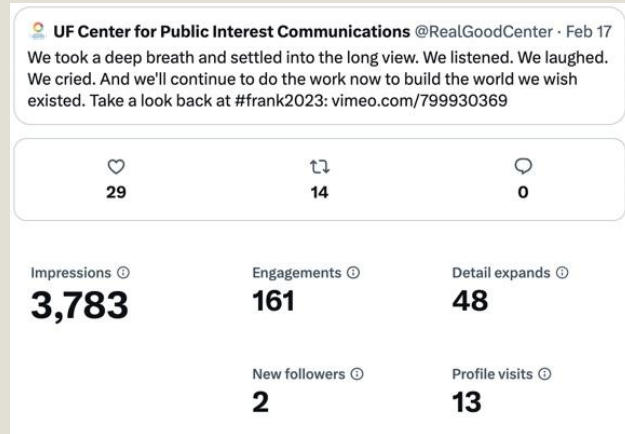 UF Center for Public Interest Communications @RealGoodCenter · Feb 17
We took a deep breath and settled into the long view. We listened. We laughed.
We cried. And we'll continue to do the work now to build the world we wish
existed. Take a look back at #frank2023: vimeo.com/799930369
29 14 0
Impressions Engagements Detail expands
3,783 161 48
New followers Profile visits
2 13